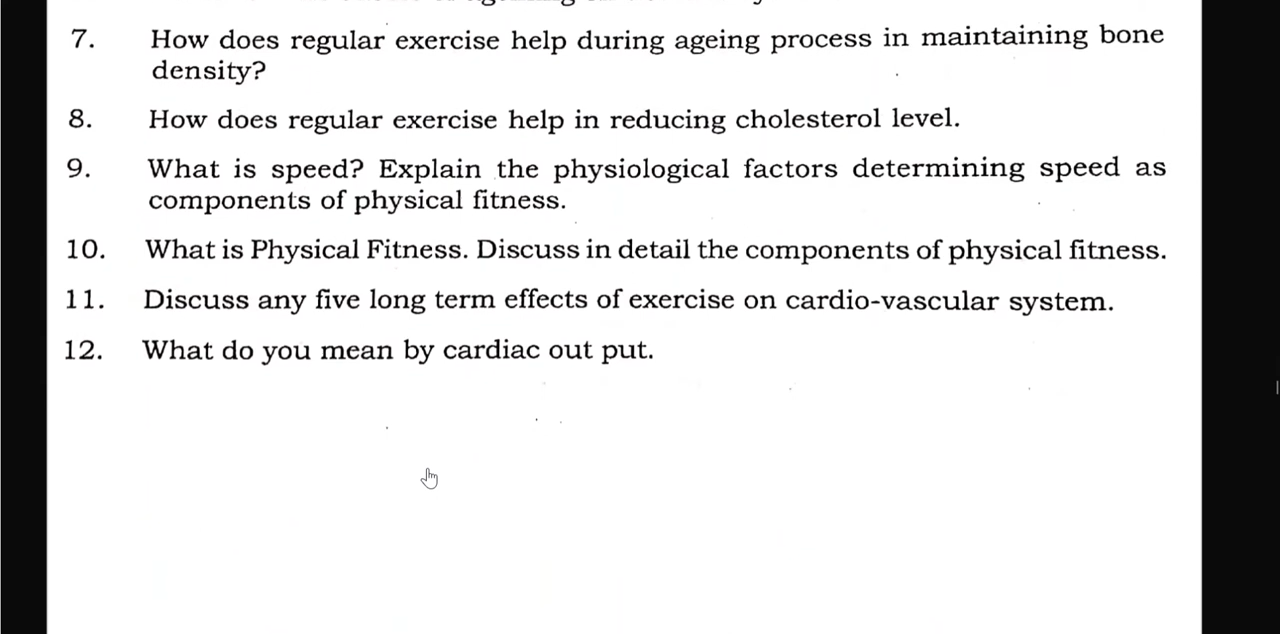 7. How does regular exercise help during ageing process in maintaining bone
density?
8. How does regular exercise help in reducing cholesterol level.
9. What is speed? Explain the physiological factors determining speed as
components of physical fitness.
10. What is Physical Fitness. Discuss in detail the components of physical fitness.
11. Discuss any five long term effects of exercise on cardio-vascular system.
12. What do you mean by cardiac out put.